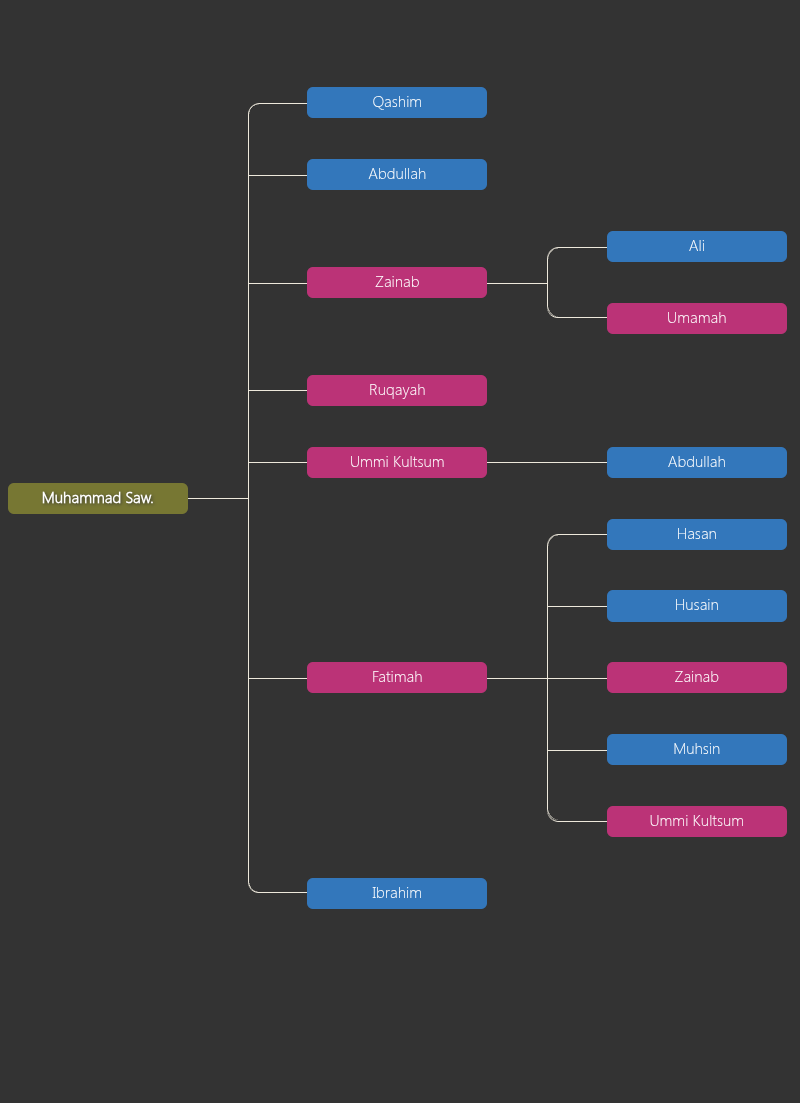 Qashim
Abdullah
Ali
Zainab
Umamah
Ruqayah
Ummi Kultsum
Abdullah
Muhammad Saw.
Hasan
Husain
Fatimah
Zainab
Muhsin
Ummi Kultsum
Ibrahim